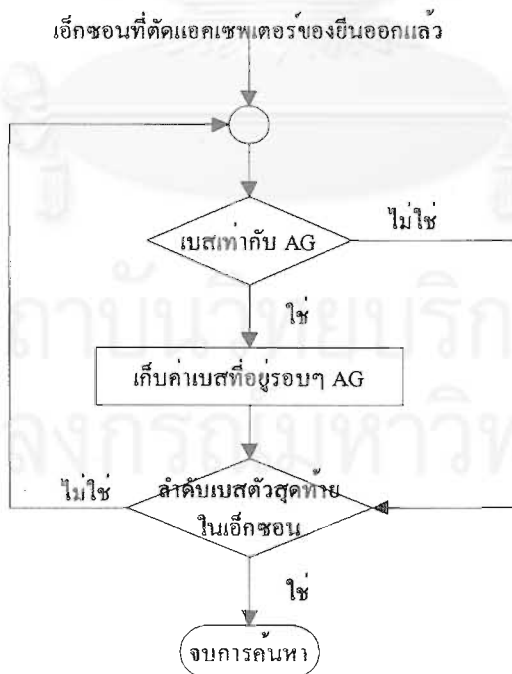 เอ็กซอนที่ตัดแอคเซพเตอร์ของยีนออกแล้ว
เบสเท่ากับ AG
ไม่ใช่
ใช่
เก็บค่าเบสที่อยู่รอบๆ AG
ไม่ใช่
ลำดับเบสตัวสุดท้าย
ในเอ็กซอน
ใช่
จบการค้นหา